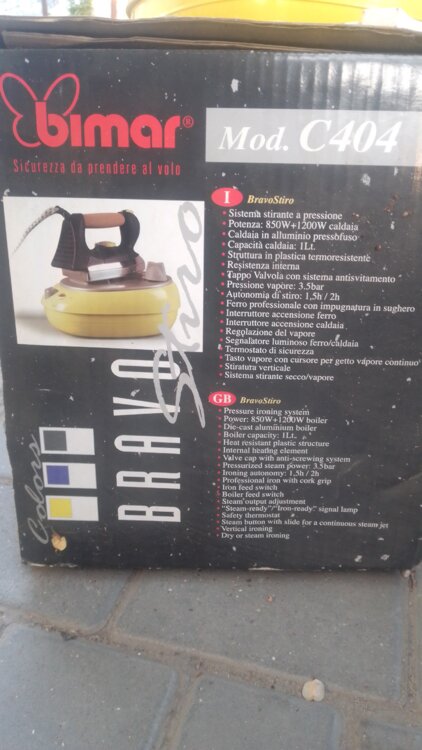 bimar®
Sicurezza da prendere al volo
Mod. C404
I BravoStiro
• Sistema stirante a pressione
• Potenza: 850W+1200W caldaia
• Caldaia in alluminio pressofuso
• Capacità caldaia: 1Lt.
• Struttura in plastica termoresistente
• Resistenza interna
• Tappo Valvola con sistema antisvitamento
• Pressione vapore: 3.5bar
• Autonomia di stiro: 1,5h / 2h
• Ferro professionale con impugnatura in sughero
• Interruttore accensione ferro
• Interruttore accensione caldaia
• Regolazione del vapore
• Segnalatore luminoso ferro/caldaia
• Termostato di sicurezza
• Tasto vapore con cursore per getto vapore continuo
• Stiratura verticale
• Sistema stirante secco/vapore
GB BravoStiro
• Pressure ironing system
• Power: 850W+1200W boiler
• Die-cast aluminium boiler
• Boiler capacity: 1Lt.
• Heat resistant plastic structure
• Internal heating element
• Valve cap with anti-screwing system
• Pressurized steam power: 3.5bar
• Ironing autonomy: 1,5h / 2h
• Professional iron with cork grip
• Iron feed switch
• Boiler feed switch
• Steam output adjustment
• "Steam-ready"/"Iron-ready" signal lamp
• Safety thermostat
• Steam button with slide for a continuous steam jet
• Vertical ironing
• Dry or steam ironing
BRAVO
Stiro
Colors